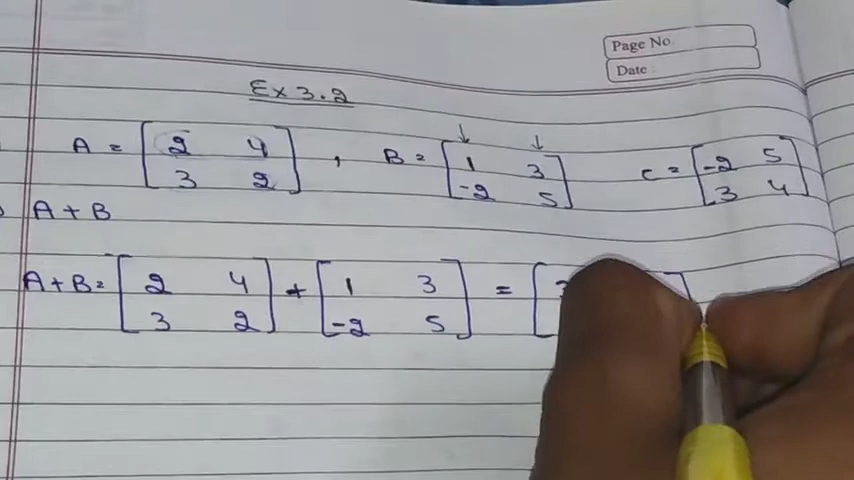 Page No.
Date :
Ex 3.2
A = [ 2 4 , B = [ 1 3 C = [ -2 5
3 2 ] -2 5 ] 3 4 ]
A + B
A+B= [ 2 4 + [ 1 3 = [
3 2 ] -2 5 ]